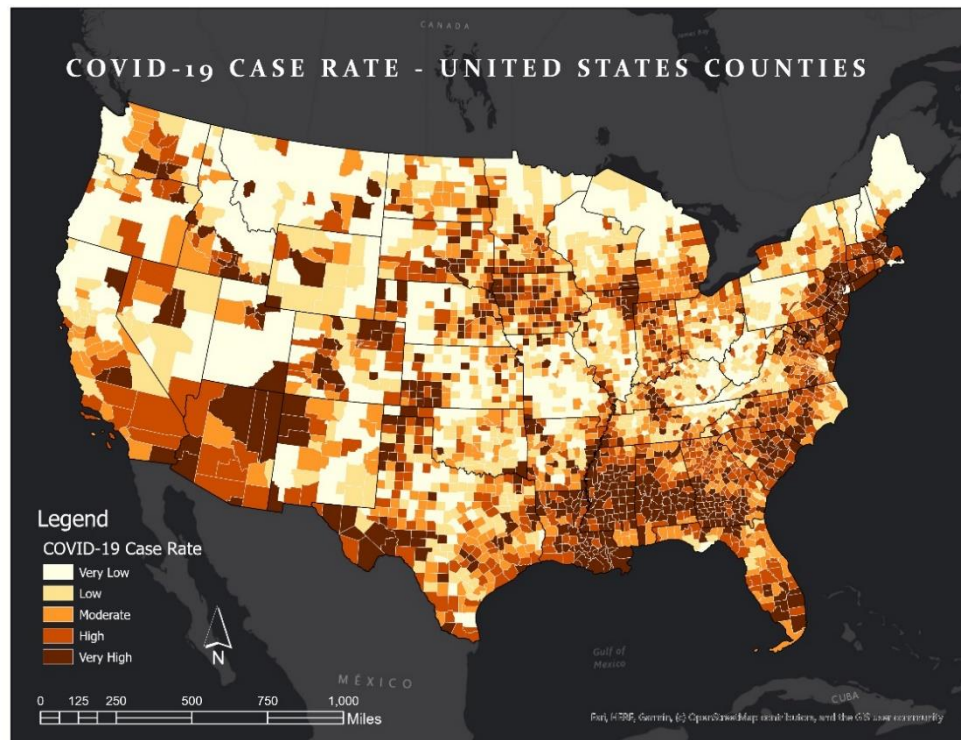 CANADA
COVID-19 CASE RATE - UNITED STATES COUNTIES
Legend
COVID-19 Case Rate
Very Low
Low
Moderate
High
Very High
N
0 125 250 500 750 1,000
Miles
MÉXICO
Gulf of
Mexico
CUBA
Esri, HERE, Garmin, (c) OpenStreetMap contributors, and the GIS user community